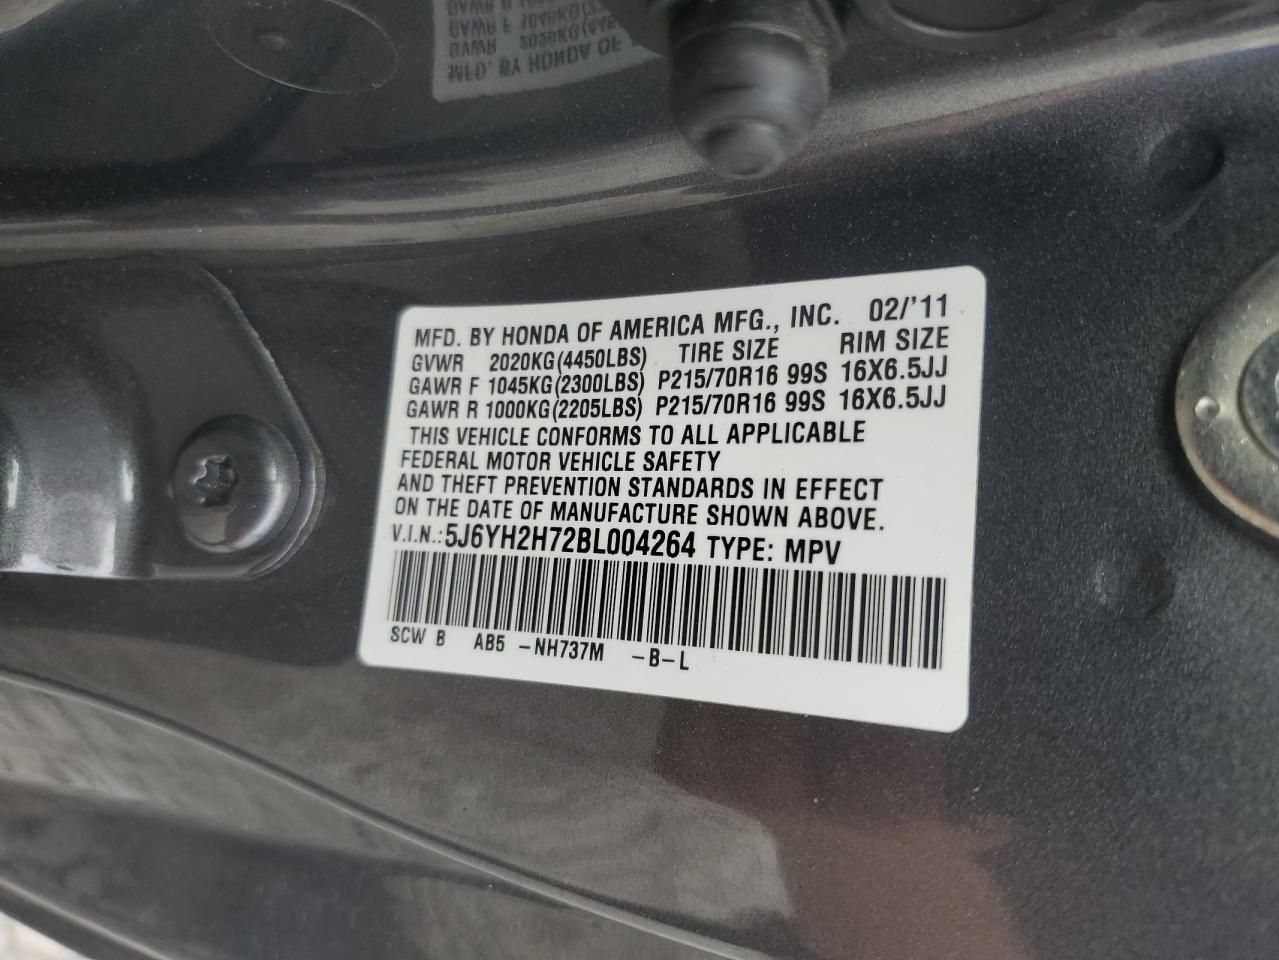 MFD. BY HONDA OF AMERICA MFG., INC. 02/'11
GVWR 2020KG(4450LBS) TIRE SIZE RIM SIZE
GAWR F 1045KG(2300LBS) P215/70R16 99S 16X6.5JJ
GAWR R 1000KG(2205LBS) P215/70R16 99S 16X6.5JJ
THIS VEHICLE CONFORMS TO ALL APPLICABLE
FEDERAL MOTOR VEHICLE SAFETY
AND THEFT PREVENTION STANDARDS IN EFFECT
ON THE DATE OF MANUFACTURE SHOWN ABOVE.
V.I.N.:5J6YH2H72BL004264 TYPE: MPV
SCW B AB5 -NH737M -B-L